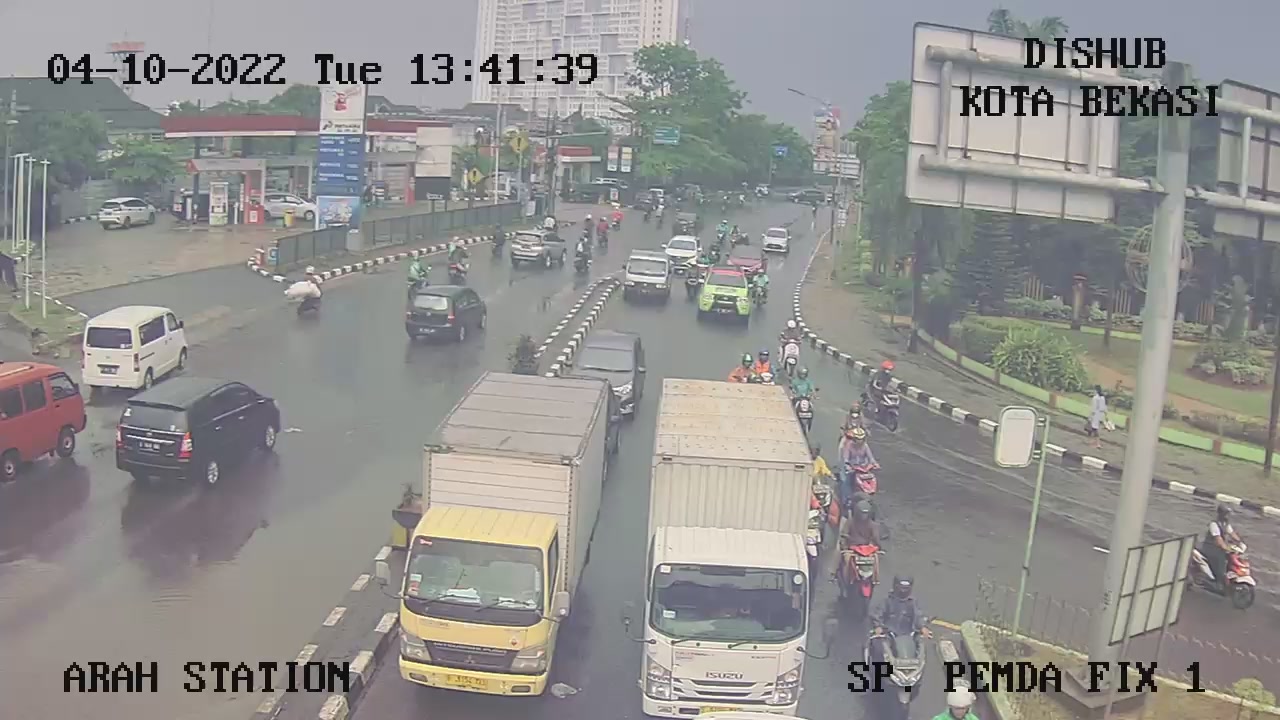 04-10-2022 Tue 13:41:39
DISHUB
KOTA BEKASI
ISUZU
ARAH STATION
SP. PEMDA FIX 1